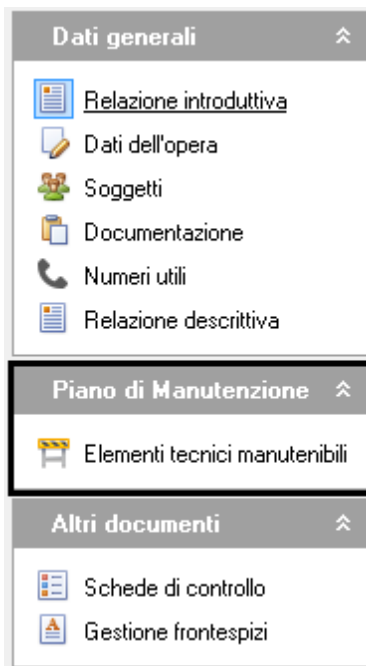 Dati generali
Relazione introduttiva
Dati dell'opera
Soggetti
Documentazione
Numeri utili
Relazione descrittiva
Piano di Manutenzione
Elementi tecnici manutenibili
Altri documenti
Schede di controllo
Gestione frontespizi